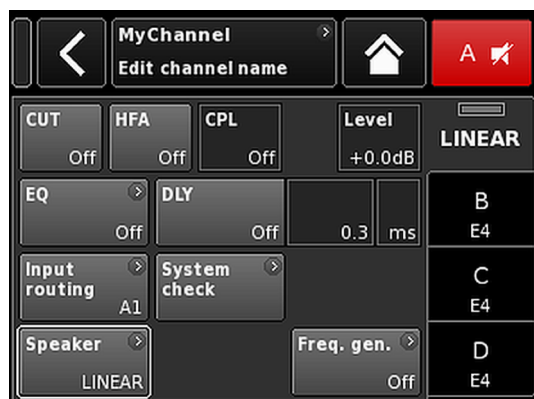 MyChannel
Edit channel name
A
CUT
Off
HFA
Off
CPL
Off
Level
+0.0dB
LINEAR
EQ
Off
DLY
Off
0.3
ms
B
E4
Input
routing
A1
System
check
C
E4
Speaker
LINEAR
Freq. gen.
Off
D
E4